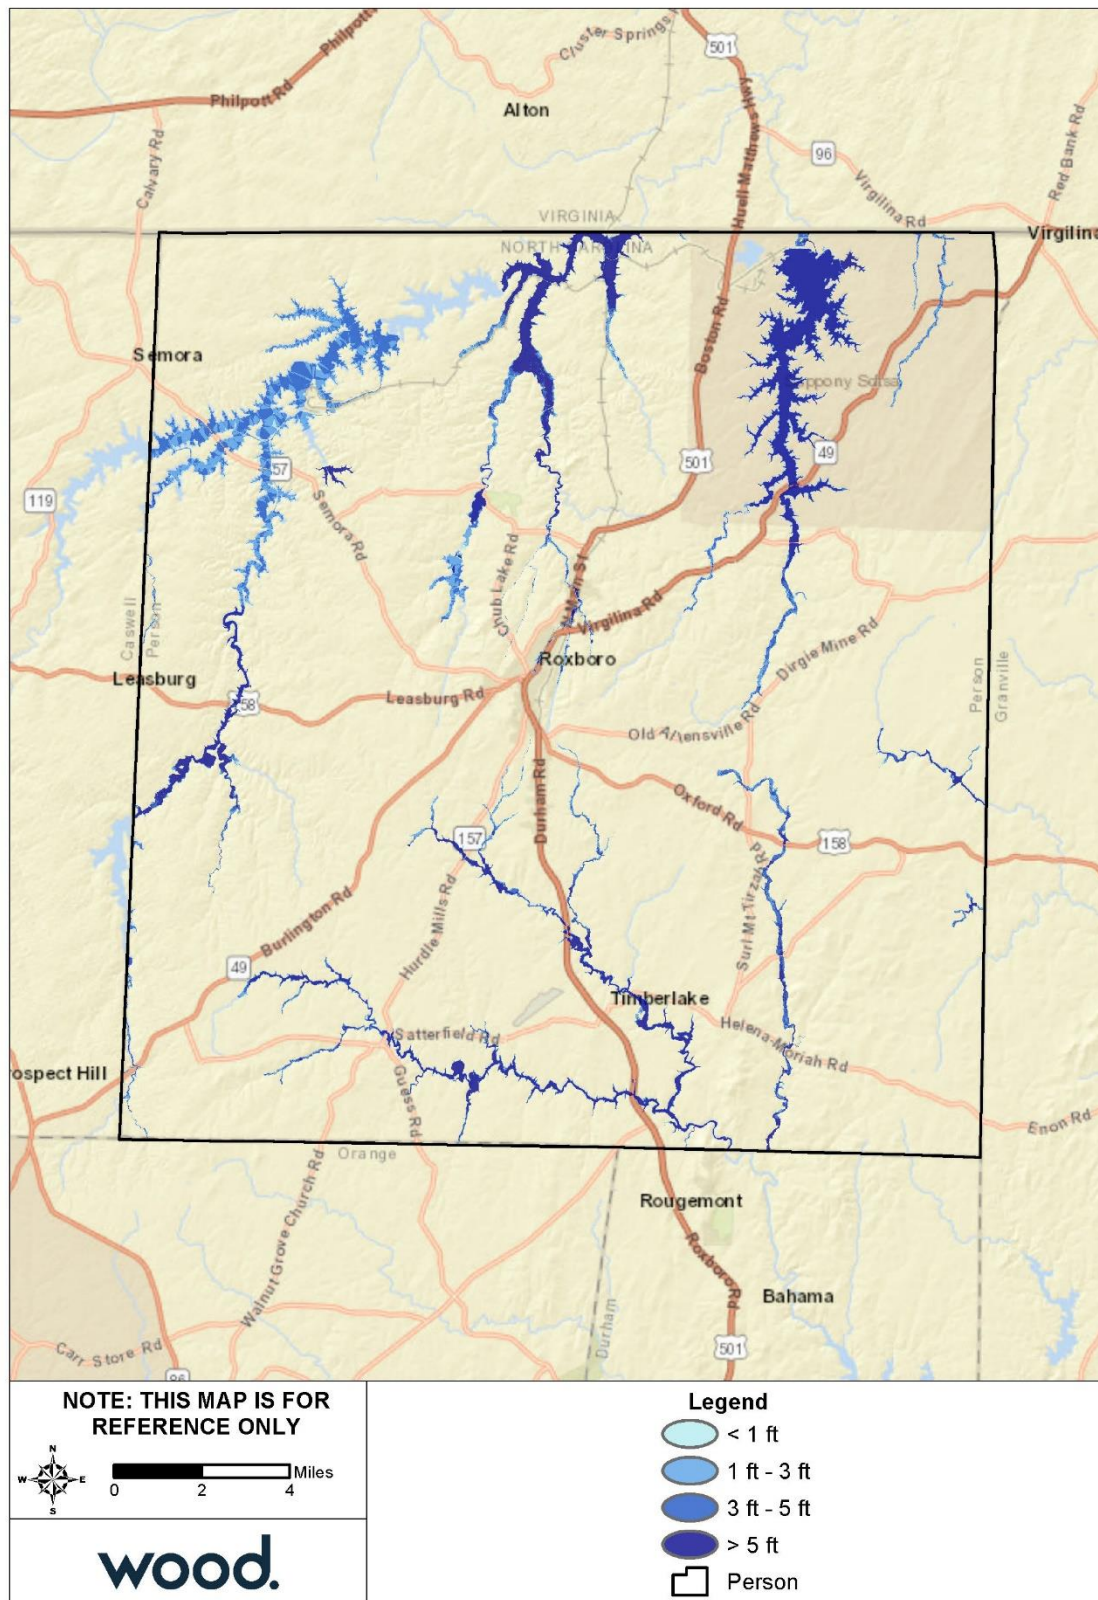 Philpott
Cluster Springs
501
Philpott Rd
Alton
Calvary Rd
Huell Matthews Hwy
96
Red Bank Rd
Virgilina Rd
VIRGINIA
NORTH CAROLINA
Virgilina
Semora
Boston Rd
119
57
501
49
Semora Rd
Chub Lake Rd
N Main St
Virgilina Rd
Caswell
Person
Roxboro
Dirgie Mine Rd
Leasburg
58
Leasburg Rd
Person
Granville
Old Allensville Rd
Durham Rd
Oxford Rd
157
158
Surl Mt Tirzah Rd
Burlington Rd
Hurdle Mills Rd
49
Timberlake
Satterfield Rd
Helena-Moriah Rd
rospect Hill
Guess Rd
Enon Rd
Orange
Walnut Grove Church Rd
Rougemont
Roxboro Rd
Bahama
Durham
Carr Store Rd
501
86
NOTE: THIS MAP IS FOR
REFERENCE ONLY
N
W E
S
Miles
0 2 4
wood.
Legend
< 1 ft
1 ft - 3 ft
3 ft - 5 ft
> 5 ft
Person